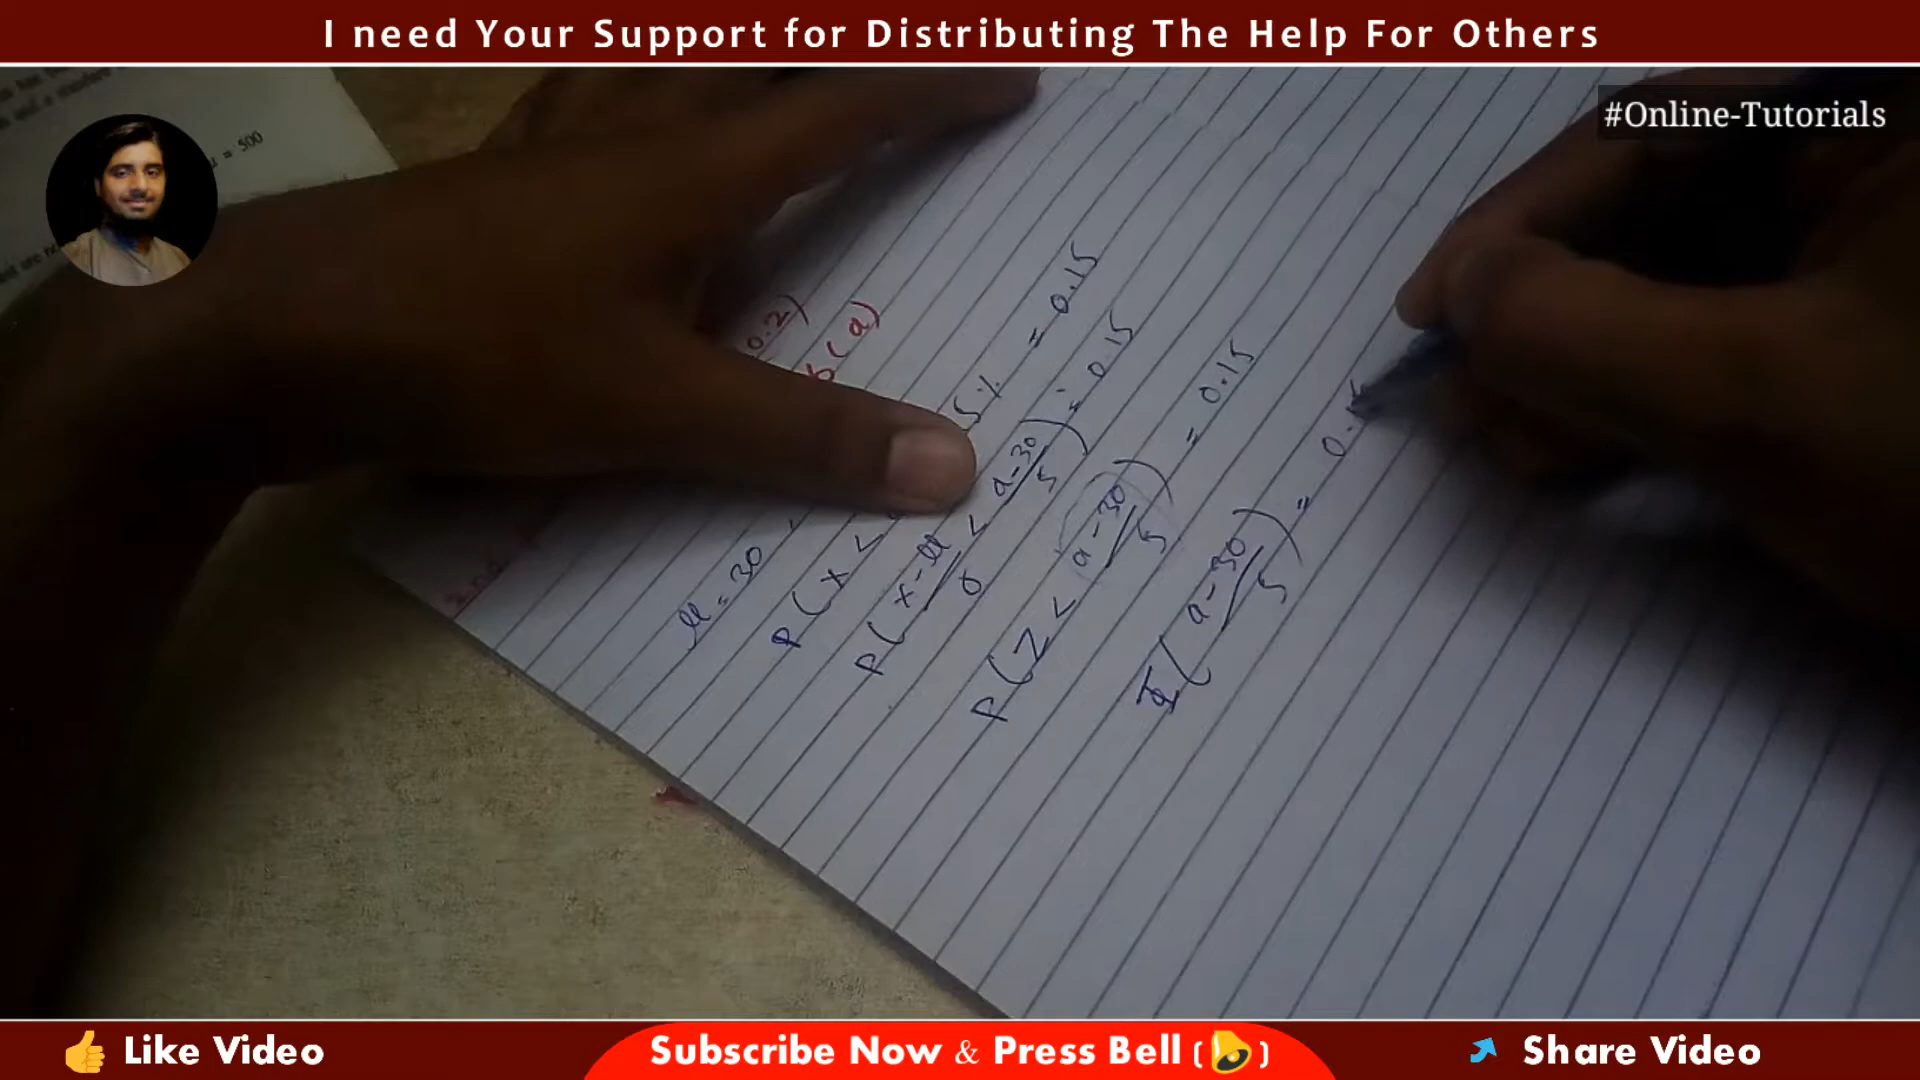 I need Your Support for Distributing The Help For Others
#Online-Tutorials
μ = 500
0.2)
(a)
μ = 30
P(X < 5% = 0.15
P(x-μ/σ < a-30/5) = 0.15
P(Z < a-30/5) = 0.15
Φ(a-30/5) = 0.
Like Video
Subscribe Now & Press Bell ( )
Share Video